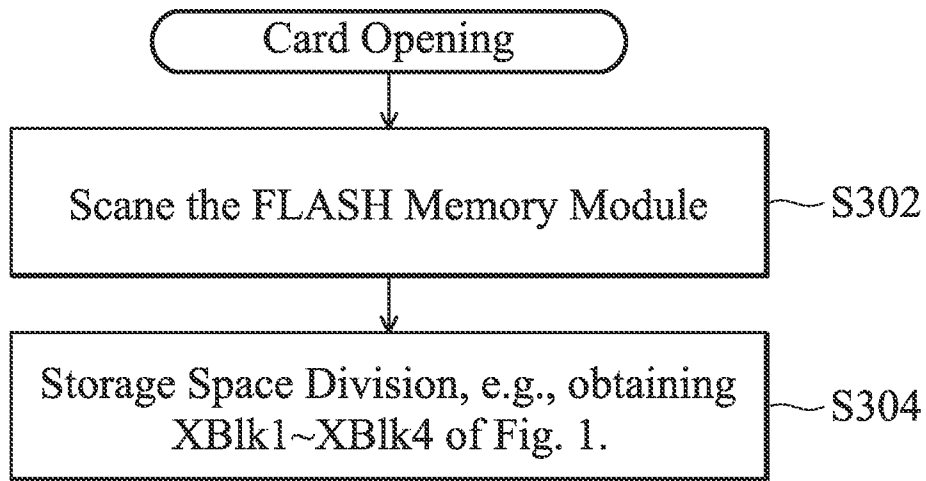 Card Opening
Scane the FLASH Memory Module
S302
Storage Space Division, e.g., obtaining
XBlk1~XBlk4 of Fig. 1.
S304